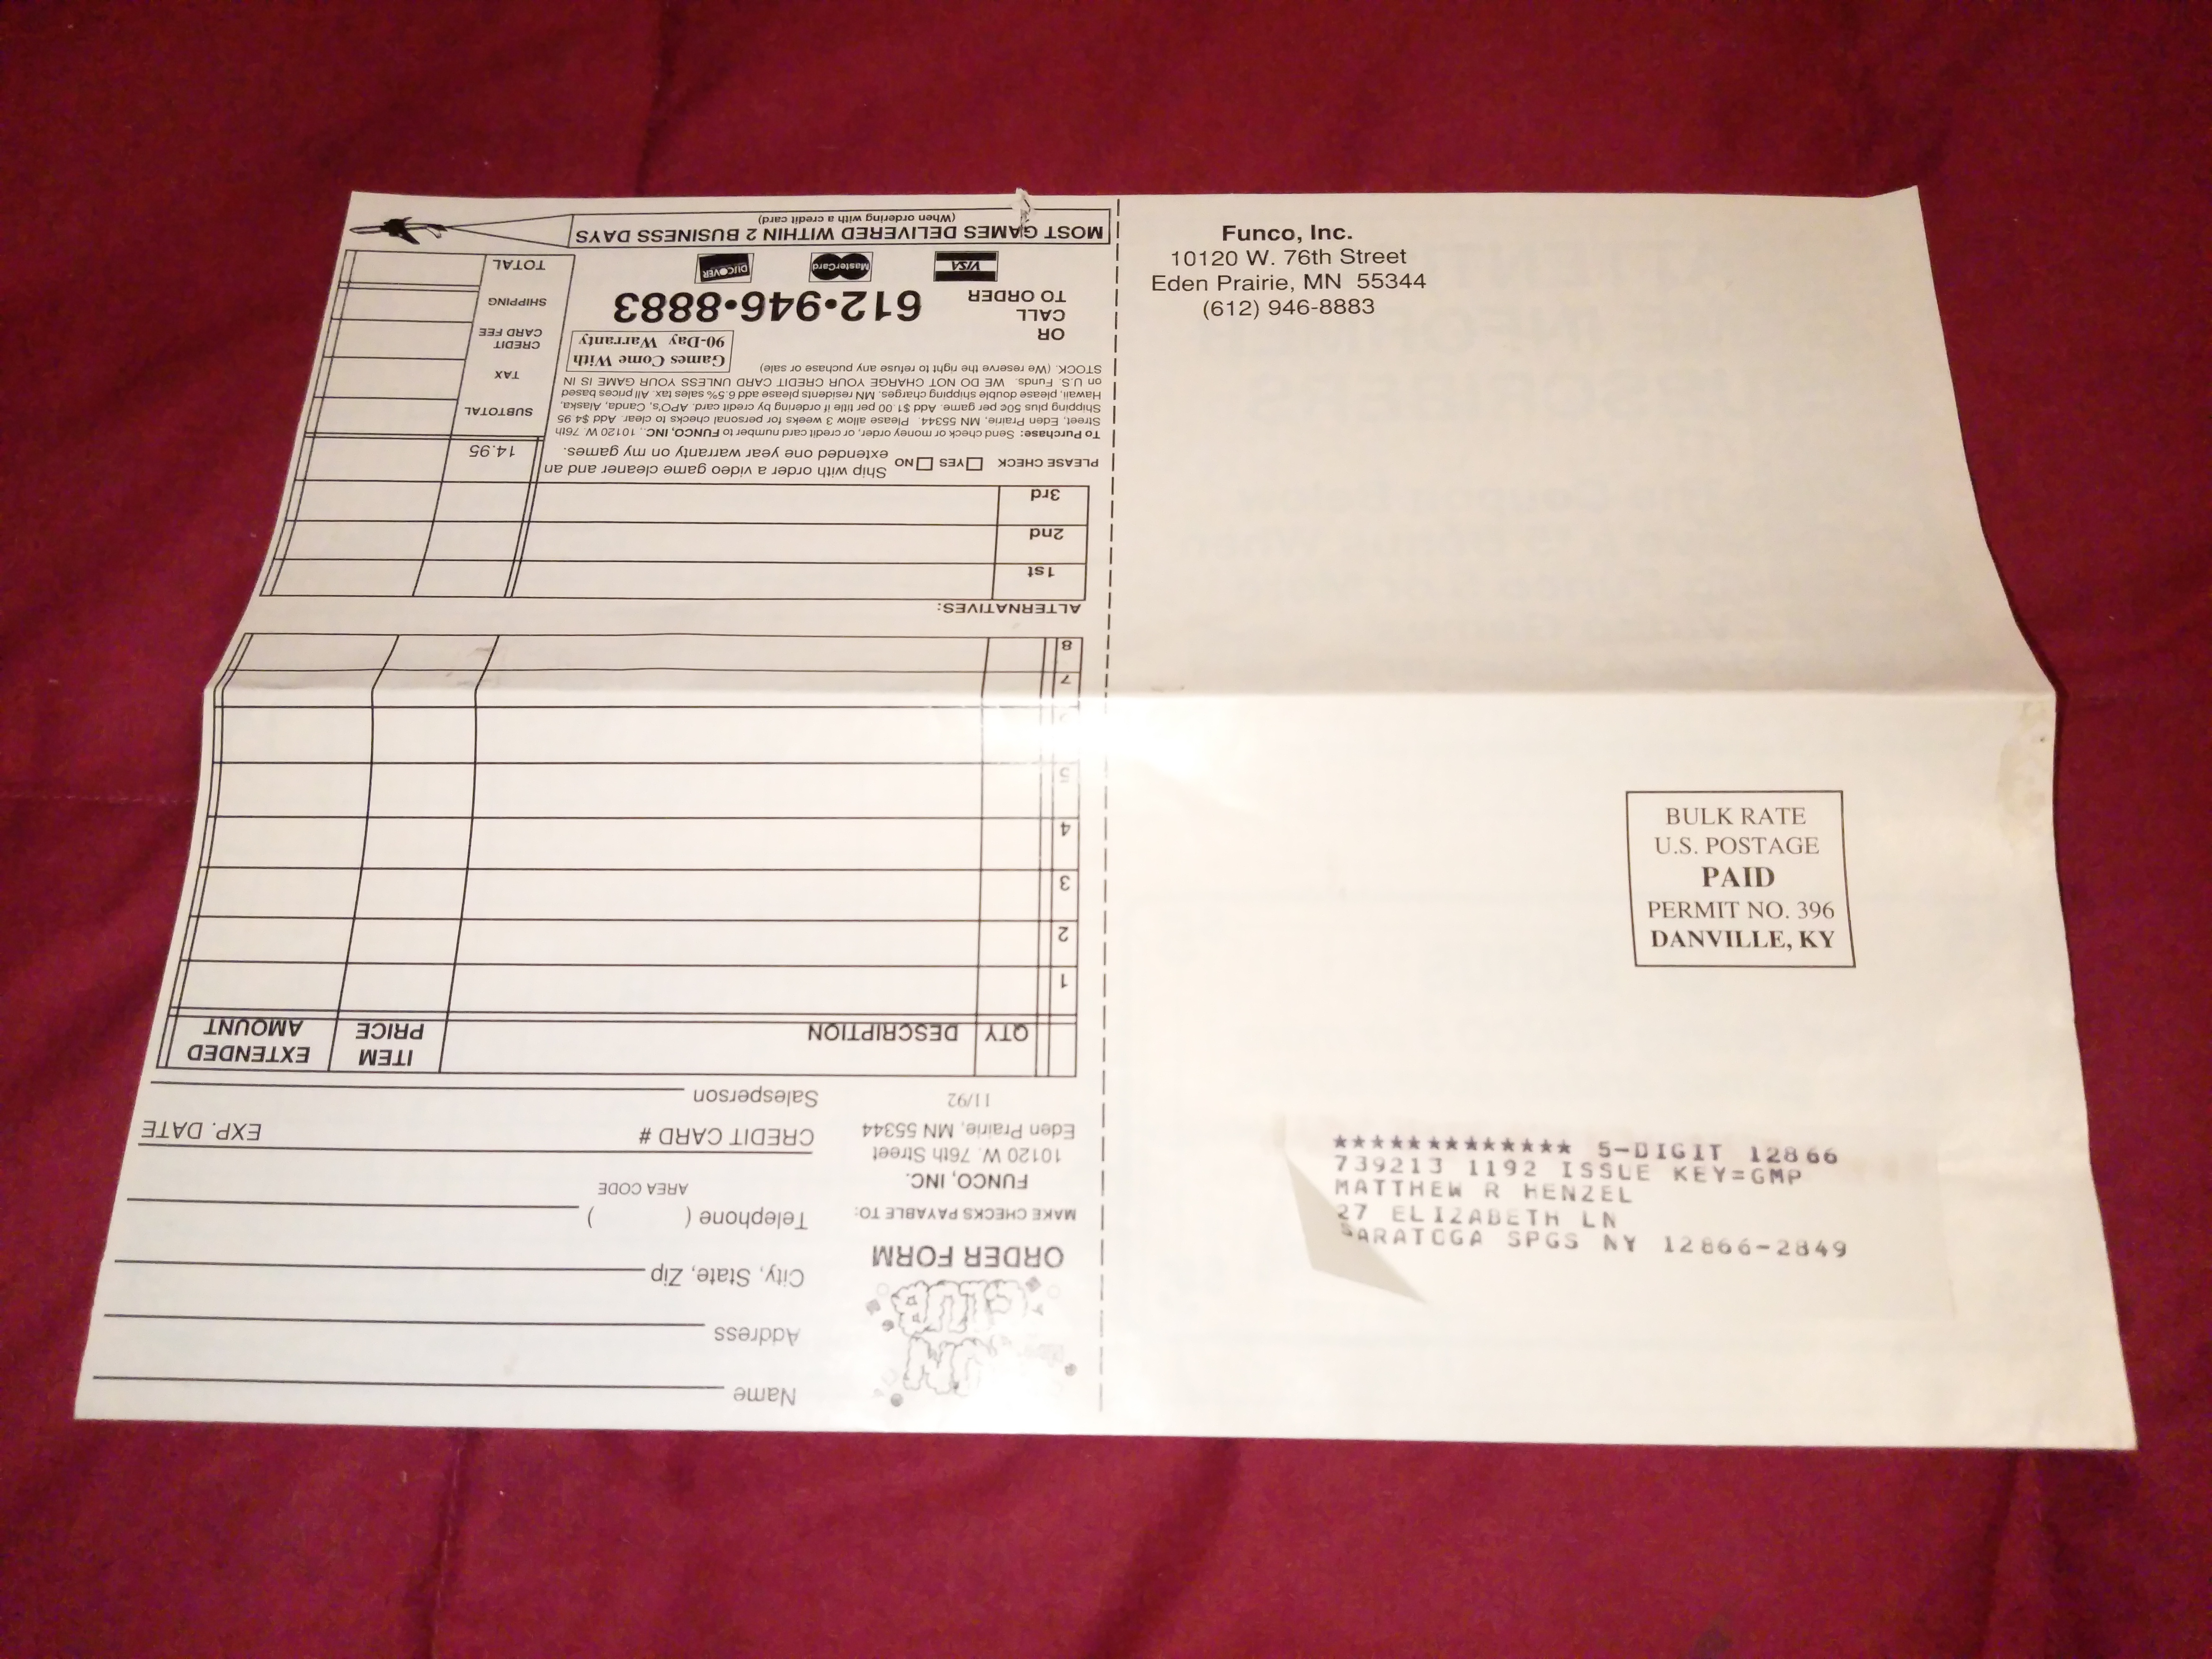 Funco, Inc.
10120 W. 76th Street
Eden Prairie, MN 55344
(612) 946-8883
BULK RATE
U.S. POSTAGE
PAID
PERMIT NO. 396
DANVILLE, KY
************* 5-DIGIT 12866
739213 1192 ISSUE KEY=GMP
MATTHEW R HENZEL
27 ELIZABETH LN
SARATOGA SPGS NY 12866-2849
ORDER FORM
MAKE CHECKS PAYABLE TO:
FUNCO, INC.
10120 W. 76th Street
Eden Prairie, MN 55344
11/92
Name
Address
City, State, Zip
Telephone ( )
AREA CODE
CREDIT CARD # EXP. DATE
Salesperson
QTY DESCRIPTION ITEM PRICE EXTENDED AMOUNT
1
2
3
4
5
7
8
ALTERNATIVES:
1st
2nd
3rd
PLEASE CHECK YES NO Ship with order a video game cleaner and an
extended one year warranty on my games. 14.95
To Purchase: Send check or money order, or credit card number to FUNCO, INC., 10120 W. 76th
Street, Eden Prairie, MN 55344. Please allow 3 weeks for personal checks to clear. Add $4.95
Shipping plus 50¢ per game. Add $1.00 per title if ordering by credit card. APO's, Canda, Alaska,
Hawaii, please double shipping charges. MN residents please add 6.5% sales tax. All prices based
on U.S. Funds. WE DO NOT CHARGE YOUR CREDIT CARD UNLESS YOUR GAME IS IN
STOCK. (We reserve the right to refuse any purchase or sale)
SUBTOTAL
TAX
CREDIT
CARD FEE
SHIPPING
TOTAL
OR
CALL
TO ORDER
612•946•8883
Games Come With
90-Day Warranty
VISA MasterCard DISCOVER
MOST GAMES DELIVERED WITHIN 2 BUSINESS DAYS
(When ordering with a credit card)